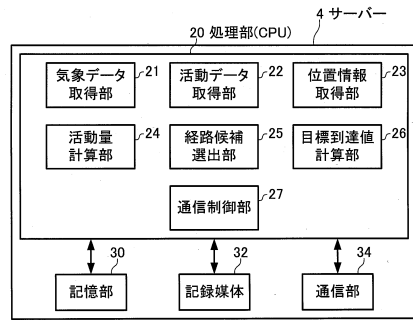 4 サーバー
20 処理部(CPU)
気象データ
取得部
21
活動データ
取得部
22
位置情報
取得部
23
活動量
計算部
24
経路候補
選出部
25
目標到達値
計算部
26
通信制御部
27
30
記憶部
32
記録媒体
34
通信部